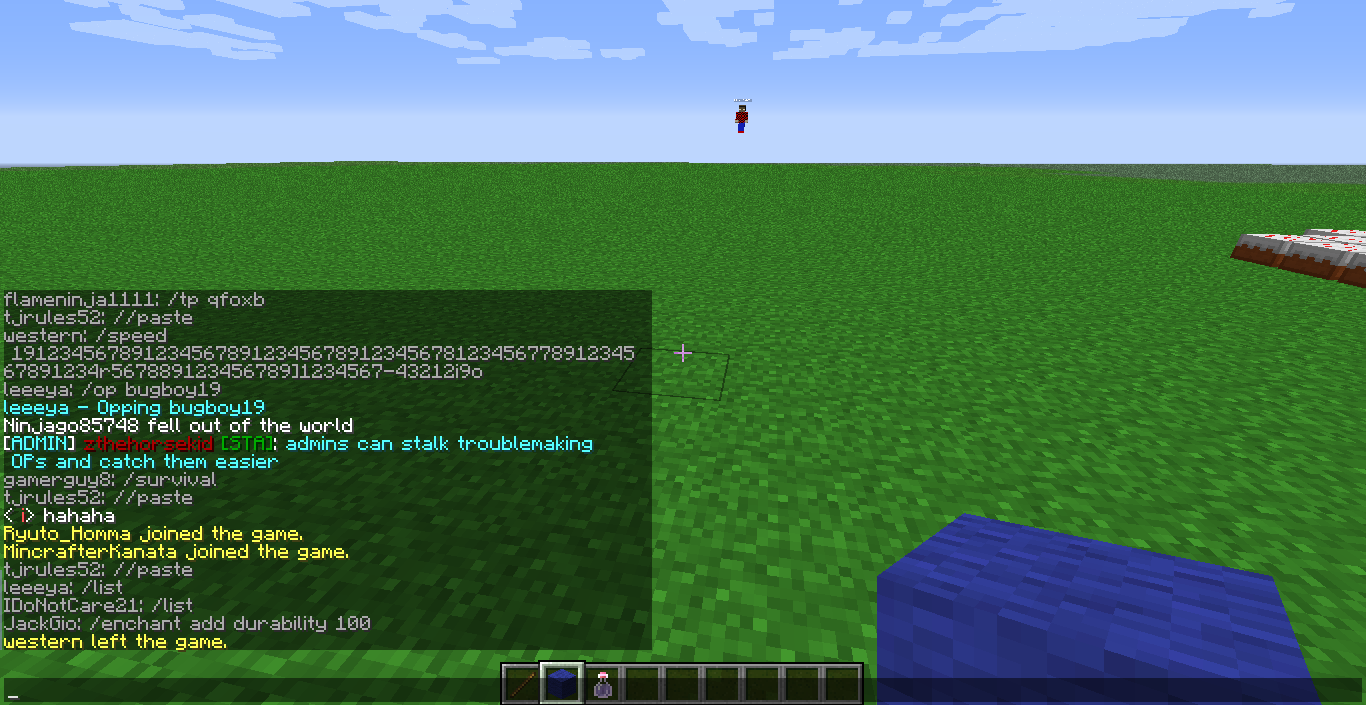 flameninja1111: /tp qfoxb
tjrules52: //paste
western: /speed
1912345678912345678912345678912345678123456778912345
67891234r567889123456789]1234567-43212i9o
leeeya: /op bugboy19
leeeya - Opping bugboy19
Ninjago85748 fell out of the world
[ADMIN] zthehorsekid [STA]: admins can stalk troublemaking
OPs and catch them easier
gamerguy8: /survival
tjrules52: //paste
< i> hahaha
Ryuto_Homma joined the game.
MincrafterKanata joined the game.
tjrules52: //paste
leeeya: /list
IDoNotCare21: /list
JackGio: /enchant add durability 100
western left the game.
_